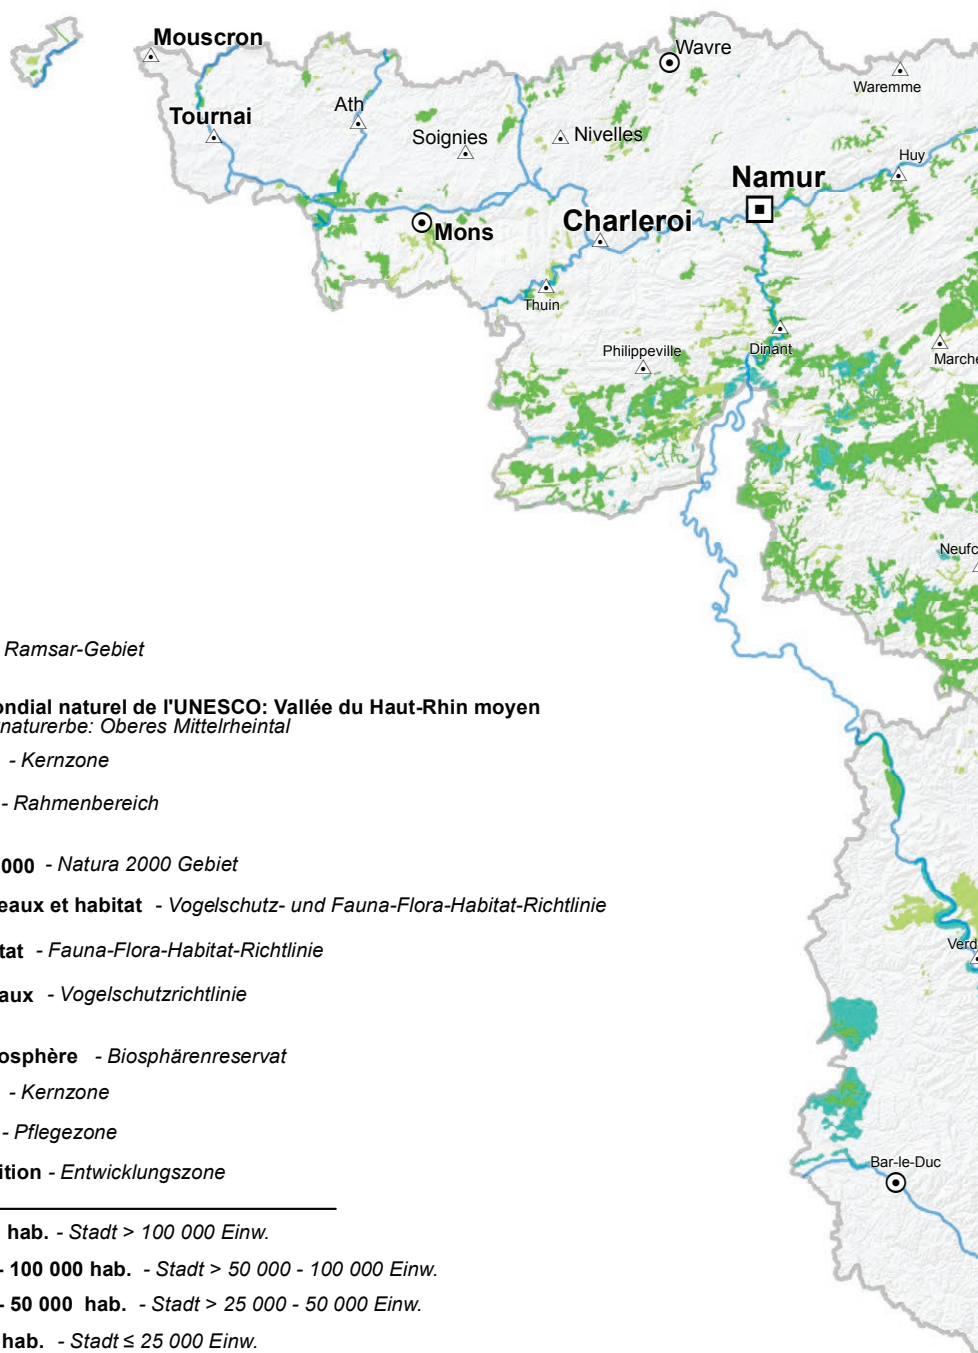 Mouscron
Wavre
Waremme
Ath
Tournai
Soignies
Nivelles
Huy
Namur
Charleroi
Mons
Thuin
Philippeville
Dinant
Marche
Neufc
Ramsar-Gebiet
ondial naturel de l'UNESCO: Vallée du Haut-Rhin moyen
naturerbe: Oberes Mittelrheintal
- Kernzone
- Rahmenbereich
000 - Natura 2000 Gebiet
eaux et habitat - Vogelschutz- und Fauna-Flora-Habitat-Richtlinie
tat - Fauna-Flora-Habitat-Richtlinie
Verd
aux - Vogelschutzrichtlinie
osphère - Biosphärenreservat
- Kernzone
- Pflegezone
ition - Entwicklungszone
Bar-le-Duc
hab. - Stadt > 100 000 Einw.
- 100 000 hab. - Stadt > 50 000 - 100 000 Einw.
- 50 000 hab. - Stadt > 25 000 - 50 000 Einw.
hab. - Stadt ≤ 25 000 Einw.